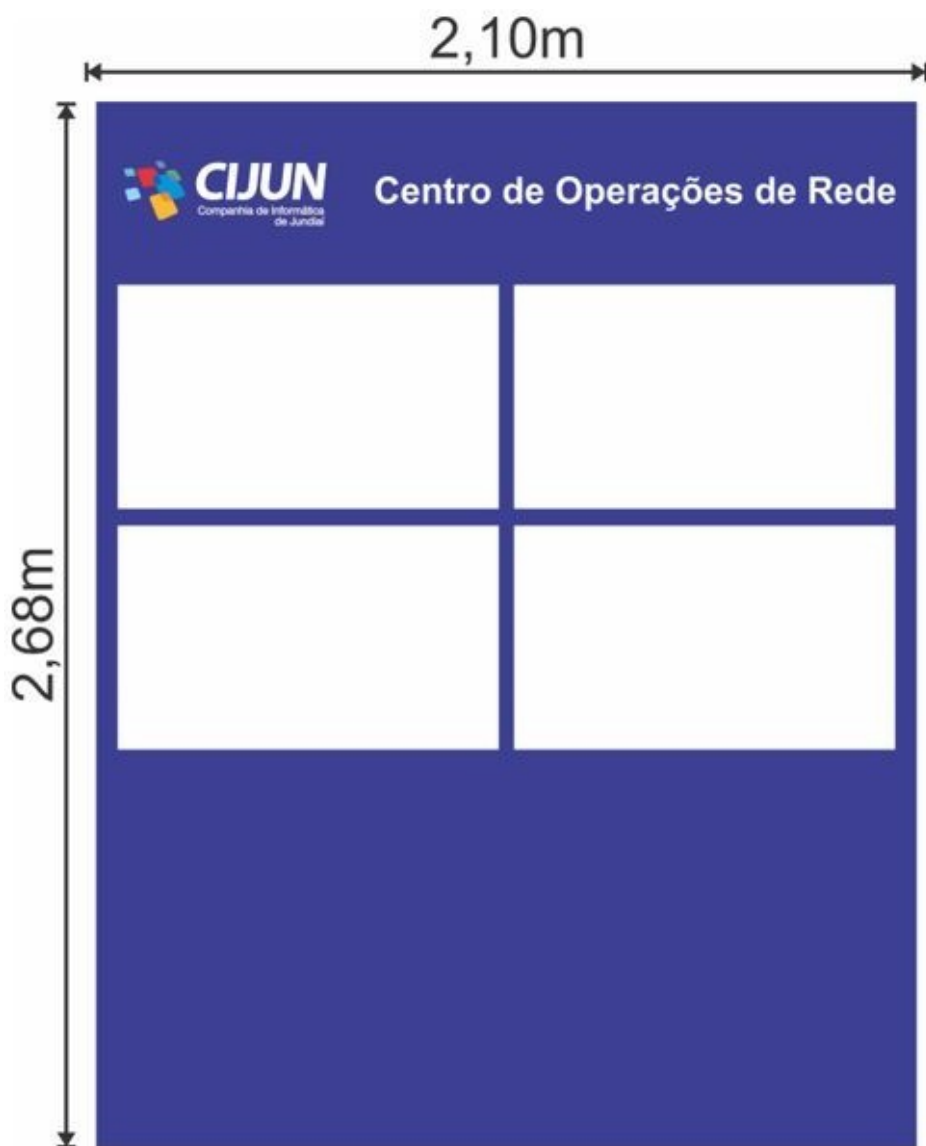 2,10m
CIJUN
Companhia de Informática
de Jundiaí
Centro de Operações de Rede
2,68m